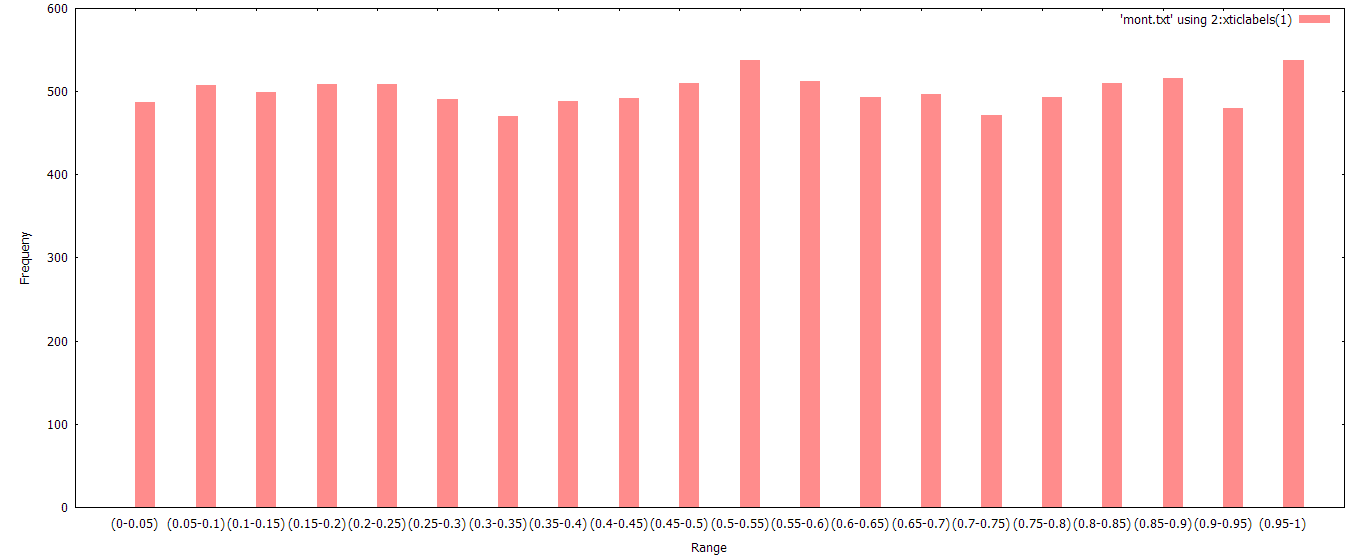 600
'mont.txt' using 2:xticlabels(1)
500
400
300
Frequeny
200
100
0
(0-0.05) (0.05-0.1) (0.1-0.15) (0.15-0.2) (0.2-0.25) (0.25-0.3) (0.3-0.35) (0.35-0.4) (0.4-0.45) (0.45-0.5) (0.5-0.55) (0.55-0.6) (0.6-0.65) (0.65-0.7) (0.7-0.75) (0.75-0.8) (0.8-0.85) (0.85-0.9) (0.9-0.95) (0.95-1)
Range